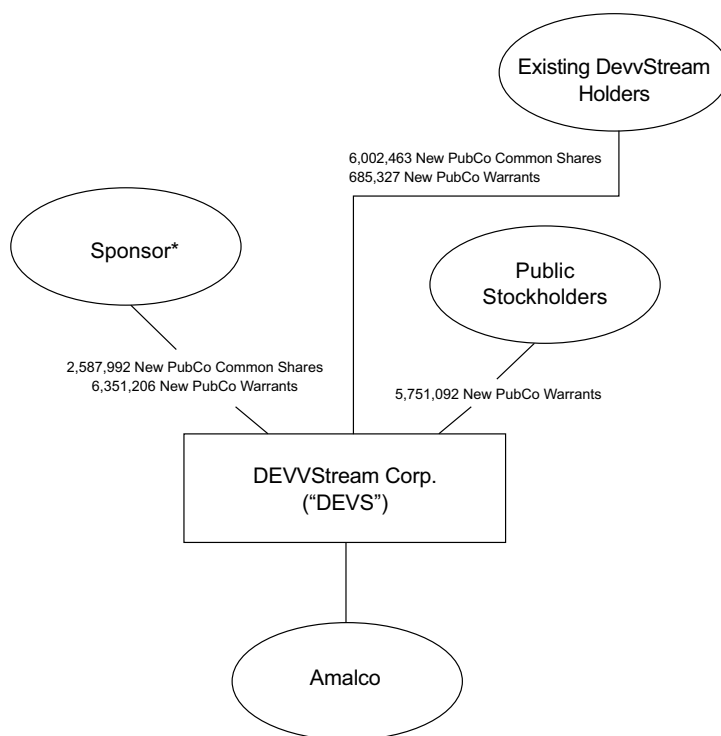 Existing DevvStream
Holders
6,002,463 New PubCo Common Shares
685,327 New PubCo Warrants
Sponsor*
Public
Stockholders
2,587,992 New PubCo Common Shares
6,351,206 New PubCo Warrants
5,751,092 New PubCo Warrants
DEVVStream Corp.
(“DEVS”)
Amalco